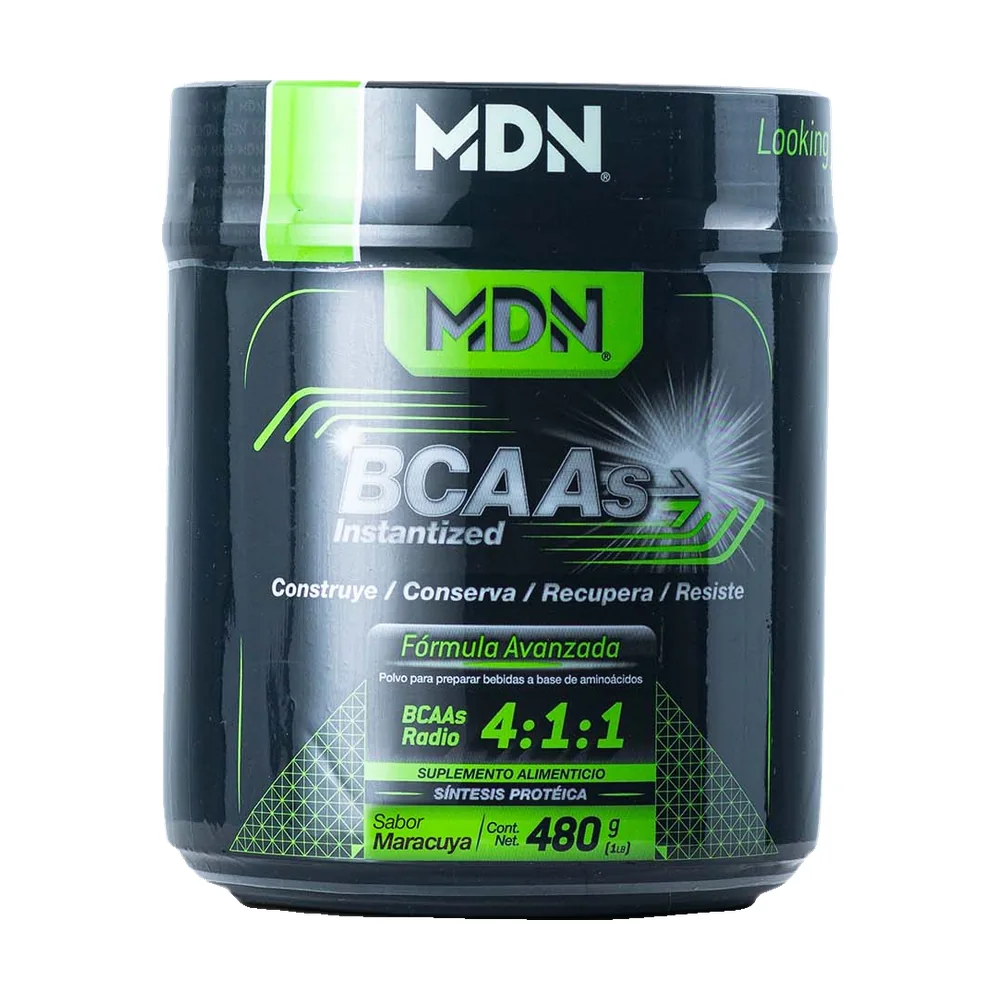 MDN®
Looking
MDN®
BCAAs
Instantized
Construye / Conserva / Recupera / Resiste
Fórmula Avanzada
Polvo para preparar bebidas a base de aminoácidos
BCAAs Radio 4:1:1
SUPLEMENTO ALIMENTICIO
SÍNTESIS PROTÉICA
Sabor Maracuya / Cont. Net. 480 g (1LB)